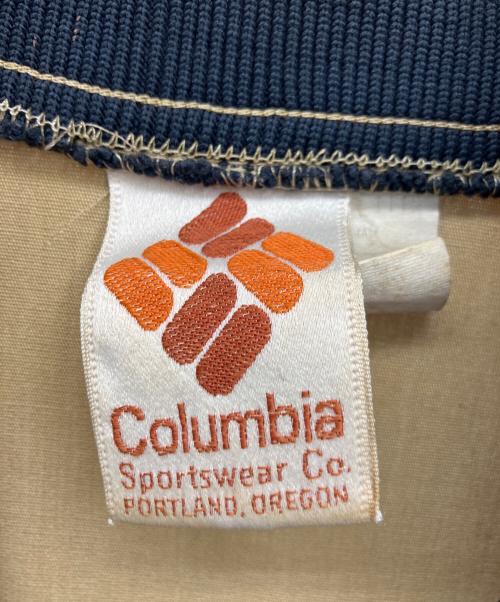 Columbia
Sportswear Co.
PORTLAND, OREGON